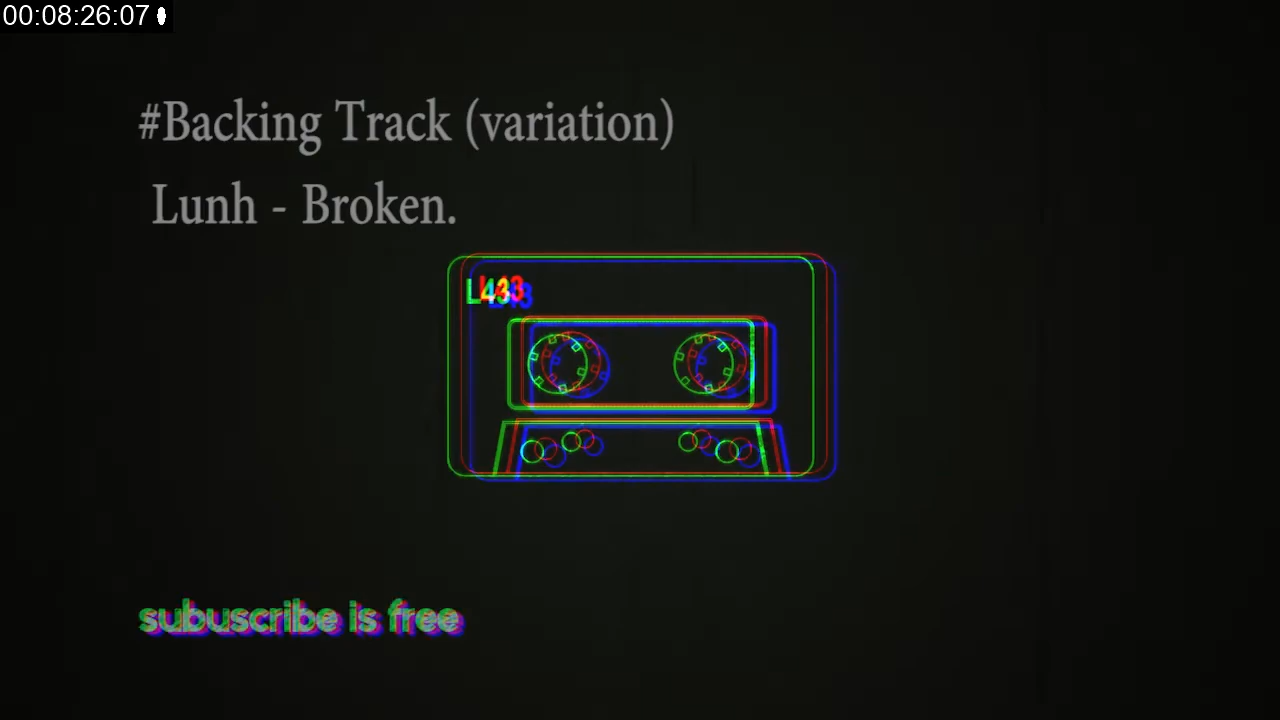 00:08:26:07
#Backing Track (variation)
Lunh - Broken.
L433
subuscribe is free